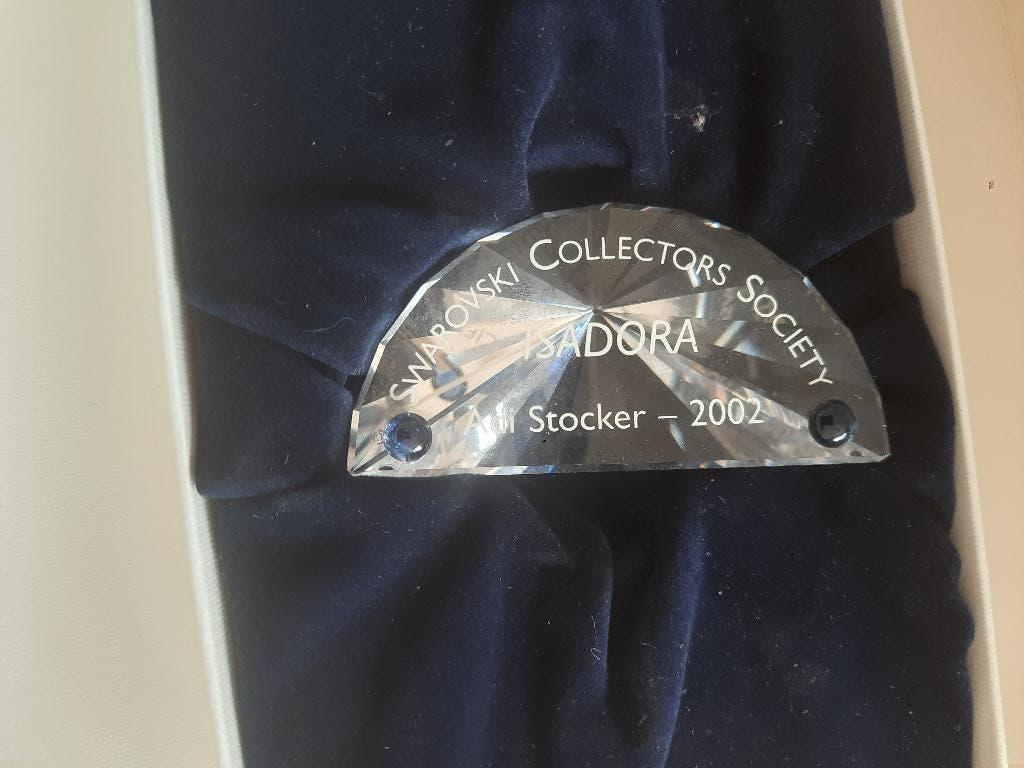 SWAROVSKI COLLECTORS SOCIETY
ISADORA
Adi Stocker – 2002